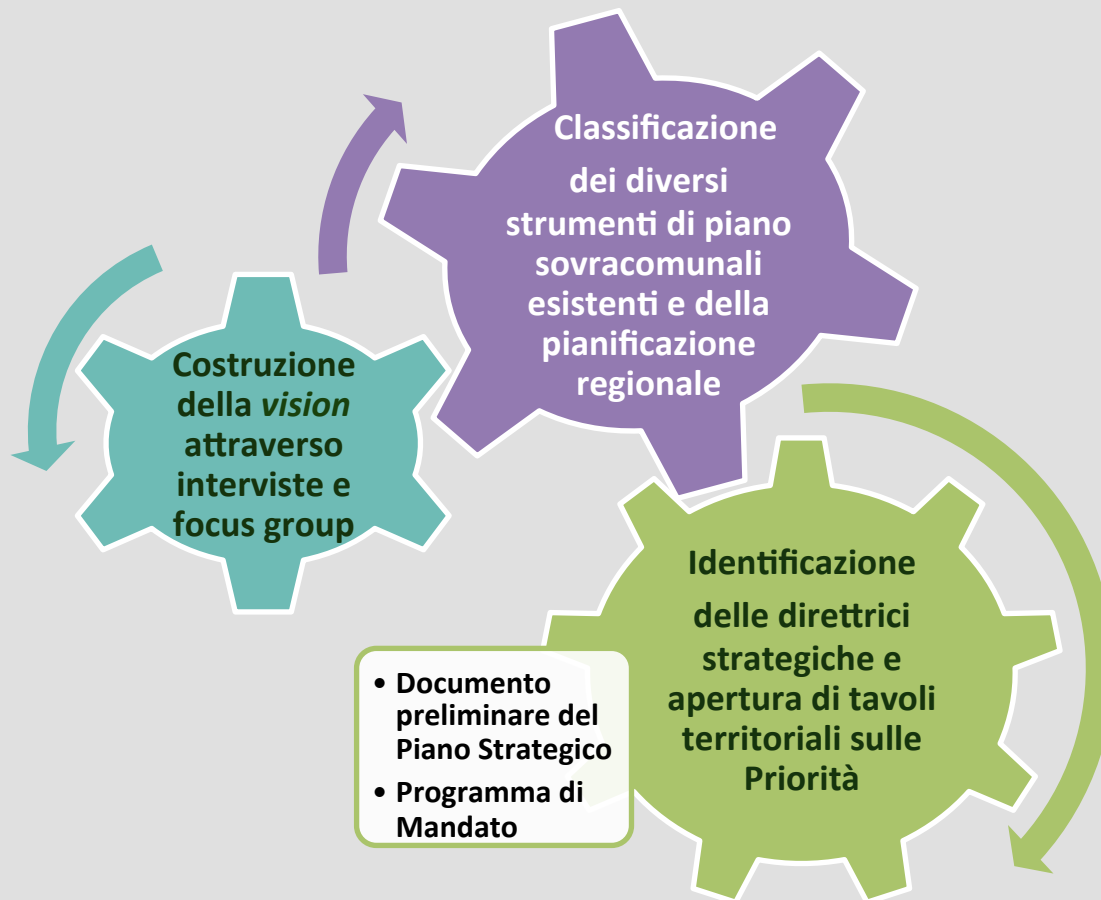 Classificazione
dei diversi
strumenti di piano
sovracomunali
esistenti e della
pianificazione
regionale
Costruzione
della vision
attraverso
interviste e
focus group
Identificazione
delle direttrici
strategiche e
apertura di tavoli
territoriali sulle
Priorità
• Documento
preliminare del
Piano Strategico
• Programma di
Mandato